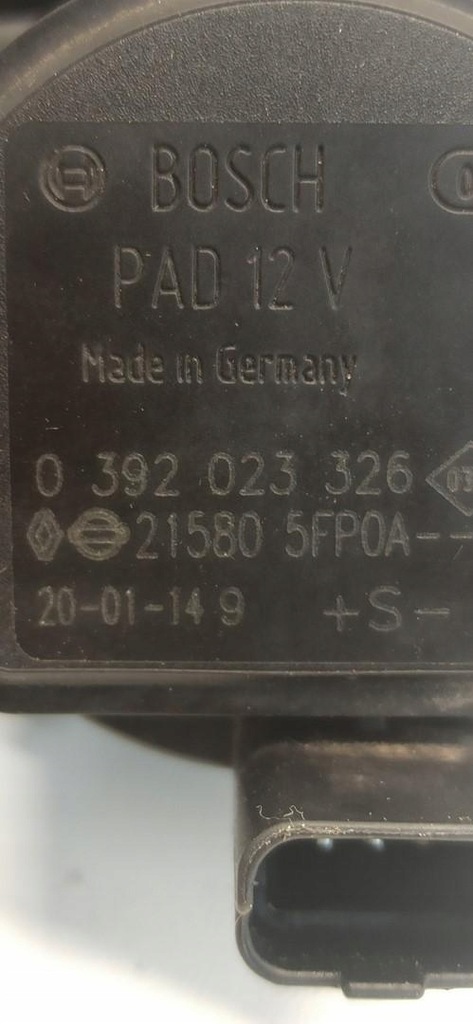 BOSCH
PAD 12 V
Made in Germany
0 392 023 326
21580 5FP0A--
20-01-14 9 +S-